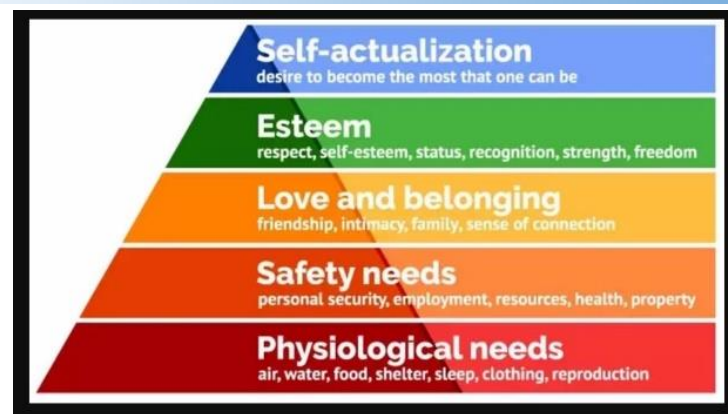 Self-actualization
desire to become the most that one can be
Esteem
respect, self-esteem, status, recognition, strength, freedom
Love and belonging
friendship, intimacy, family, sense of connection
Safety needs
personal security, employment, resources, health, property
Physiological needs
air, water, food, shelter, sleep, clothing, reproduction